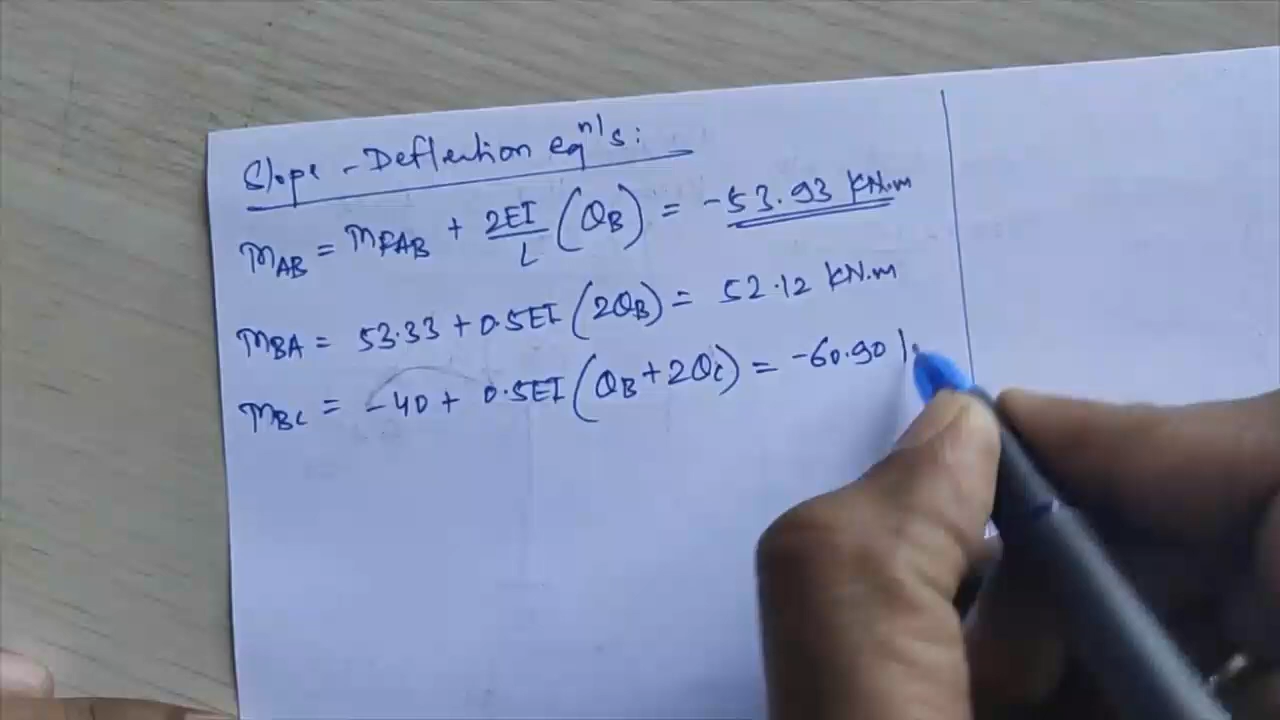 Slope - Deflection eqn's:
MAB = MFAB + 2EI/L (θB) = -53.93 KN.m
MBA = 53.33 + 0.5EI (2θB) = 52.12 KN.m
MBC = -40 + 0.5EI (θB + 2θC) = -60.90